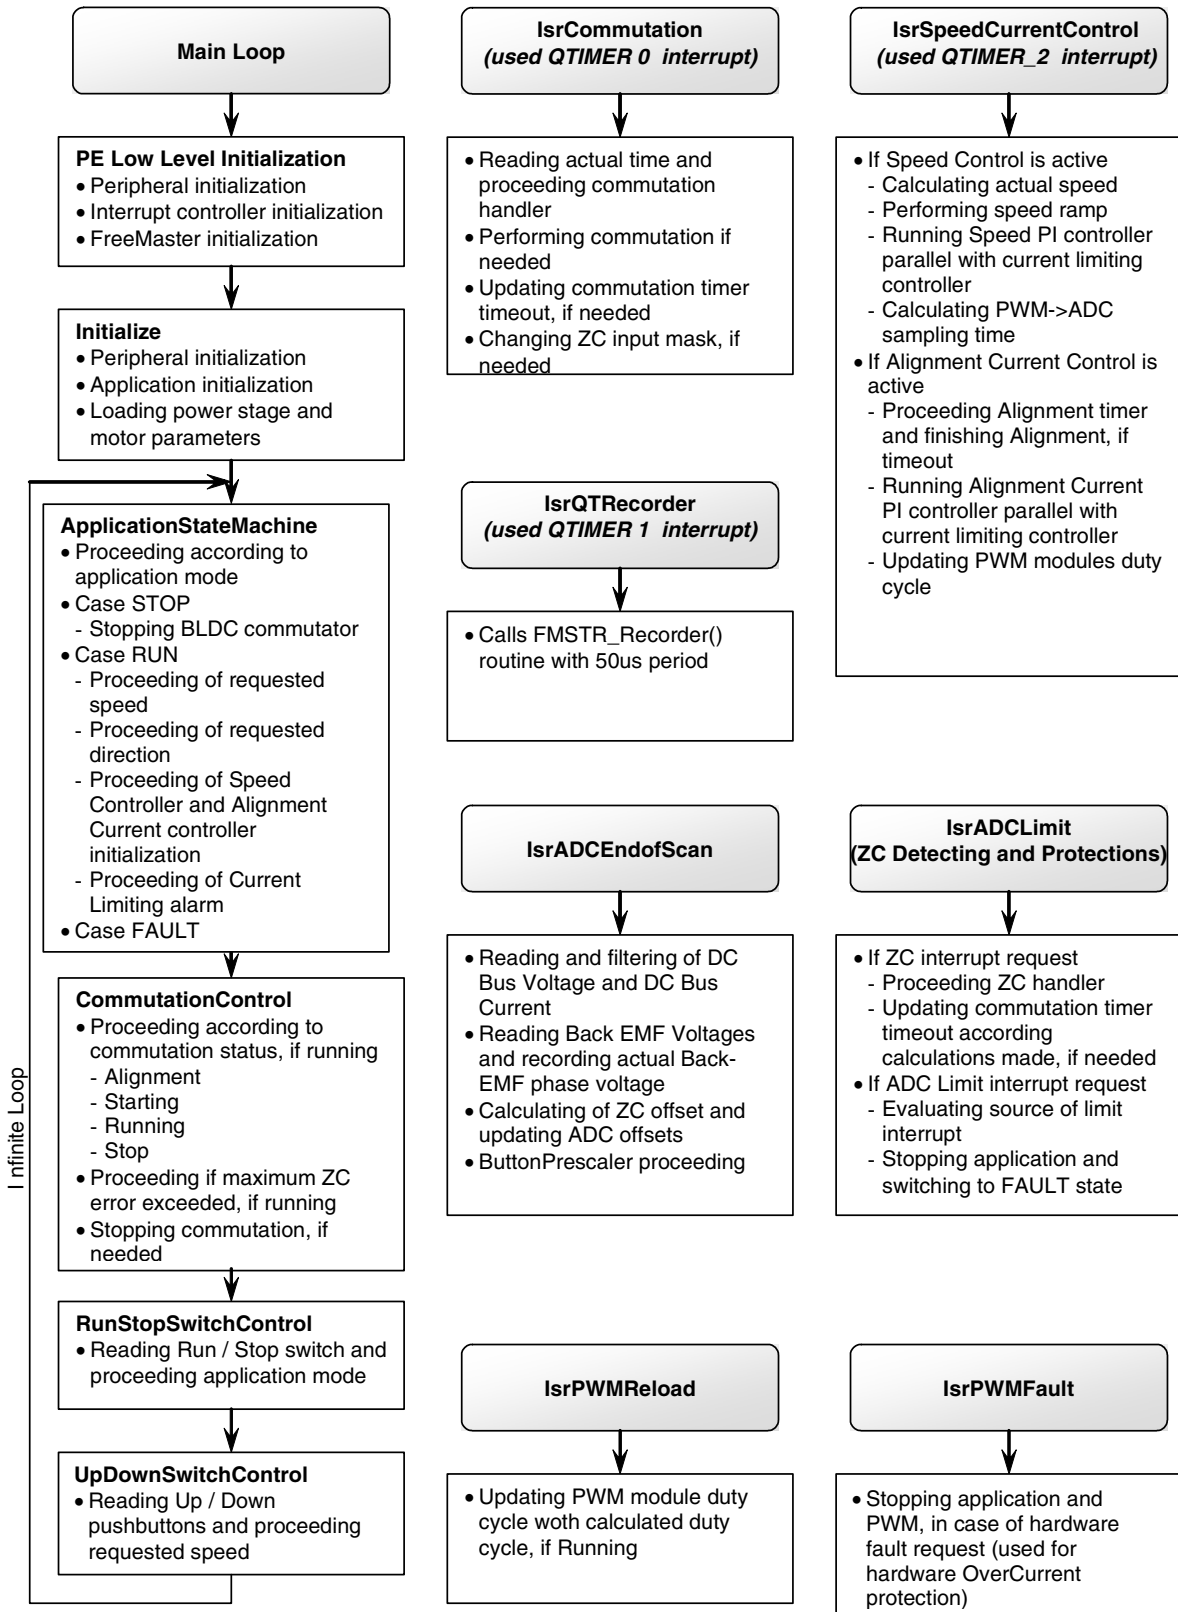 Main Loop
PE Low Level Initialization
• Peripheral initialization
• Interrupt controller initialization
• FreeMaster initialization
Initialize
• Peripheral initialization
• Application initialization
• Loading power stage and
motor parameters
ApplicationStateMachine
• Proceeding according to
application mode
• Case STOP
- Stopping BLDC commutator
• Case RUN
- Proceeding of requested
speed
- Proceeding of requested
direction
- Proceeding of Speed
Controller and Alignment
Current controller
initialization
- Proceeding of Current
Limiting alarm
• Case FAULT
CommutationControl
• Proceeding according to
commutation status, if running
- Alignment
- Starting
- Running
- Stop
• Proceeding if maximum ZC
error exceeded, if running
• Stopping commutation, if
needed
RunStopSwitchControl
• Reading Run / Stop switch and
proceeding application mode
UpDownSwitchControl
• Reading Up / Down
pushbuttons and proceeding
requested speed
I nfinite Loop
IsrCommutation
(used QTIMER 0 interrupt)
• Reading actual time and
proceeding commutation
handler
• Performing commutation if
needed
• Updating commutation timer
timeout, if needed
• Changing ZC input mask, if
needed
IsrQTRecorder
(used QTIMER 1 interrupt)
• Calls FMSTR_Recorder()
routine with 50us period
IsrADCEndofScan
• Reading and filtering of DC
Bus Voltage and DC Bus
Current
• Reading Back EMF Voltages
and recording actual Back-
EMF phase voltage
• Calculating of ZC offset and
updating ADC offsets
• ButtonPrescaler proceeding
IsrPWMReload
• Updating PWM module duty
cycle woth calculated duty
cycle, if Running
IsrSpeedCurrentControl
(used QTIMER_2 interrupt)
• If Speed Control is active
- Calculating actual speed
- Performing speed ramp
- Running Speed PI controller
parallel with current limiting
controller
- Calculating PWM->ADC
sampling time
• If Alignment Current Control is
active
- Proceeding Alignment timer
and finishing Alignment, if
timeout
- Running Alignment Current
PI controller parallel with
current limiting controller
- Updating PWM modules duty
cycle
IsrADCLimit
(ZC Detecting and Protections)
• If ZC interrupt request
- Proceeding ZC handler
- Updating commutation timer
timeout according
calculations made, if needed
• If ADC Limit interrupt request
- Evaluating source of limit
interrupt
- Stopping application and
switching to FAULT state
IsrPWMFault
• Stopping application and
PWM, in case of hardware
fault request (used for
hardware OverCurrent
protection)